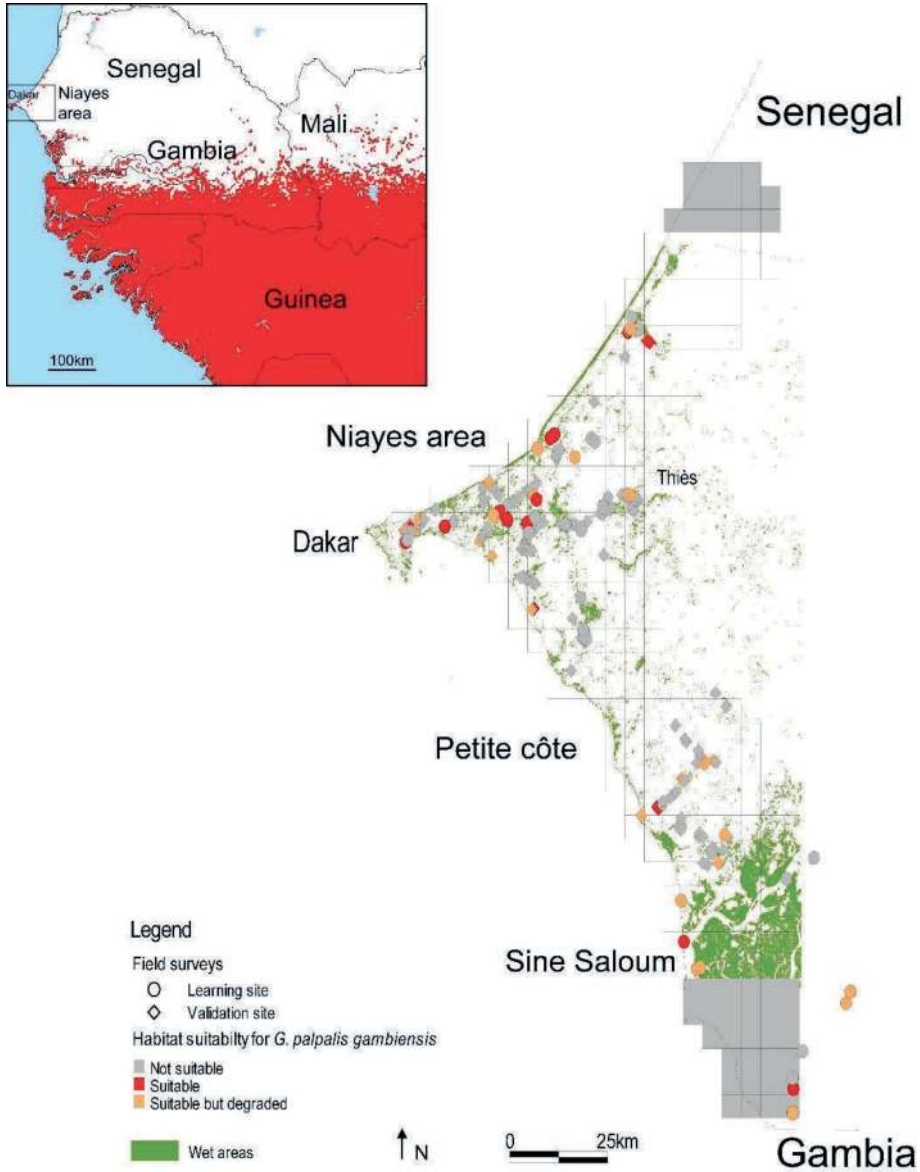 Senegal
Dakar
Niayes
area
Mali
Gambia
Guinea
100km
Senegal
Niayes area
Thiès
Dakar
Petite côte
Sine Saloum
Legend
Field surveys
Learning site
Validation site
Habitat suitabilty for G. palpalis gambiensis
Not suitable
Suitable
Suitable but degraded
Wet areas
N
0 25km
Gambia